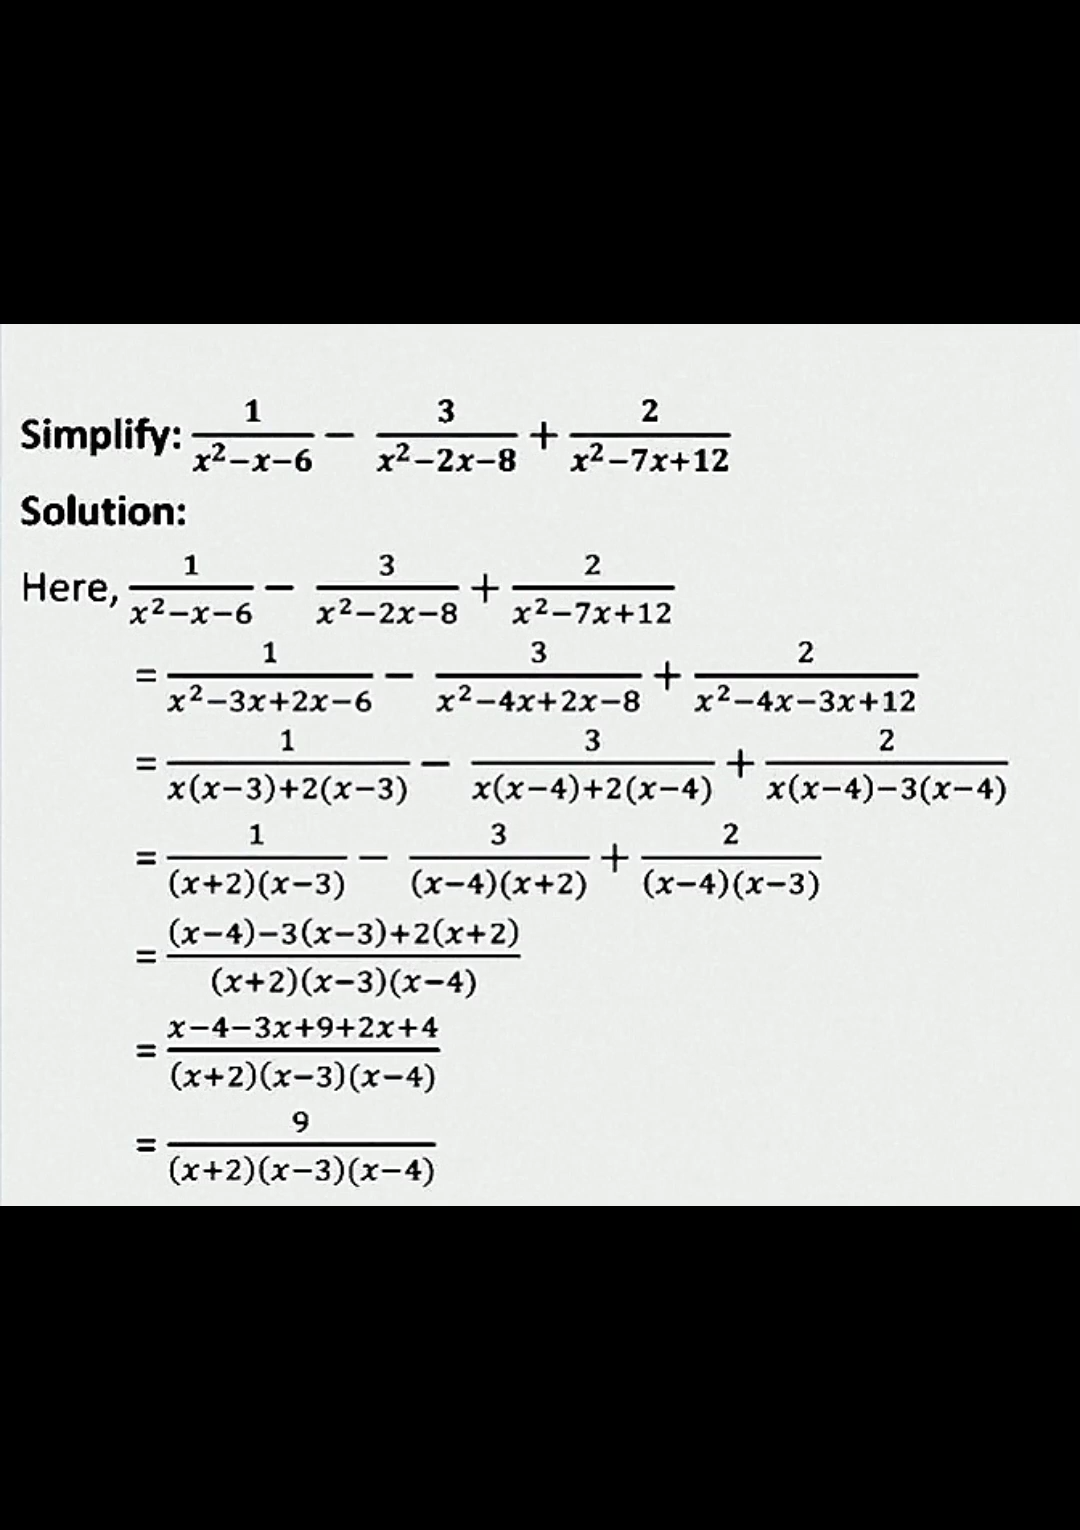 Simplify: 1/(x²−x−6) − 3/(x²−2x−8) + 2/(x²−7x+12)
Solution:
Here, 1/(x²−x−6) − 3/(x²−2x−8) + 2/(x²−7x+12)
= 1/(x²−3x+2x−6) − 3/(x²−4x+2x−8) + 2/(x²−4x−3x+12)
= 1/(x(x−3)+2(x−3)) − 3/(x(x−4)+2(x−4)) + 2/(x(x−4)−3(x−4))
= 1/((x+2)(x−3)) − 3/((x−4)(x+2)) + 2/((x−4)(x−3))
= ((x−4)−3(x−3)+2(x+2))/((x+2)(x−3)(x−4))
= (x−4−3x+9+2x+4)/((x+2)(x−3)(x−4))
= 9/((x+2)(x−3)(x−4))